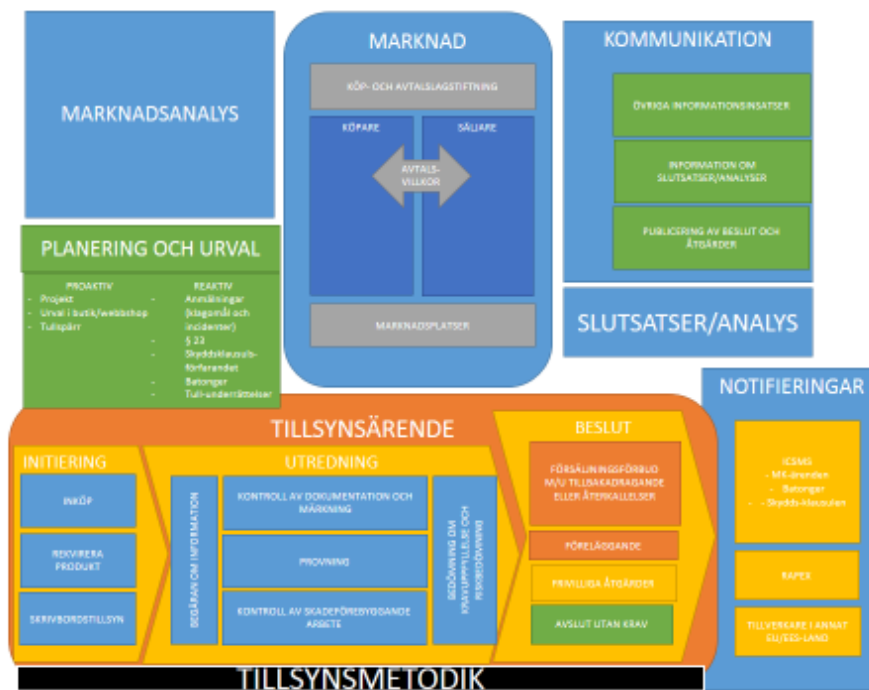 MARKNADSANALYS
MARKNAD
KÖP- OCH AVTALSLAGSTIFTNING
KÖPARE
SÄLJARE
AVTALS-
VILLKOR
MARKNADSPLATSER
KOMMUNIKATION
ÖVRIGA INFORMATIONSINSATSER
INFORMATION OM
SLUTSATSER/ANALYSER
PUBLICERING AV BESLUT OCH
ÅTGÄRDER
SLUTSATSER/ANALYS
PLANERING OCH URVAL
PROAKTIV
- Projekt
- Urval i butik/webbshop
- Tullspärr
REAKTIV
- Anmälningar
(klagomål och
incidenter)
- § 23
- Skyddsklausuls-
förfarandet
- Batonger
- Tull-underrättelser
TILLSYNSÄRENDE
INITIERING
INKÖP
REKVIRERA
PRODUKT
SKRIVBORDSTILLSYN
UTREDNING
BEGÄRAN OM INFORMATION
KONTROLL AV DOKUMENTATION OCH
MÄRKNING
PROVNING
KONTROLL AV SKADEFÖREBYGGANDE
ARBETE
BEDÖMNING OM
KRAVUPPFYLLELSE OCH
RISKBEDÖMNING
BESLUT
FÖRSÄLJNINGSFÖRBUD
M/U TILLBAKADRAGANDE
ELLER ÅTERKALLELSER
FÖRELÄGGANDE
FRIVILLIGA ÅTGÄRDER
AVSLUT UTAN KRAV
NOTIFIERINGAR
ICSMS
- MK-ärenden
- Batonger
- Skydds-klausulen
RAPEX
TILLVERKARE I ANNAT
EU/EES-LAND
TILLSYNSMETODIK